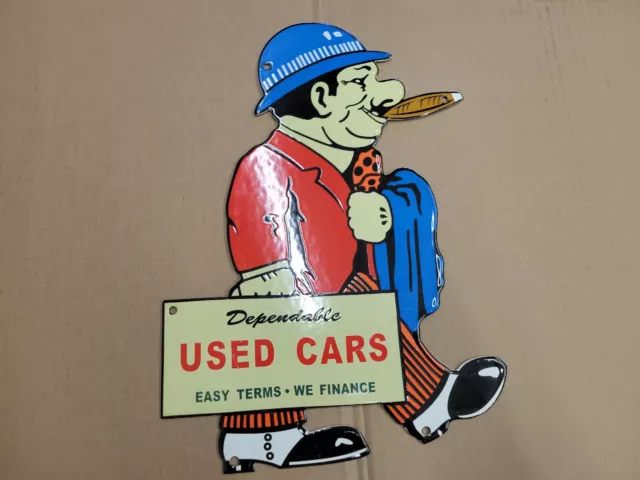 Dependable
USED CARS
EASY TERMS • WE FINANCE